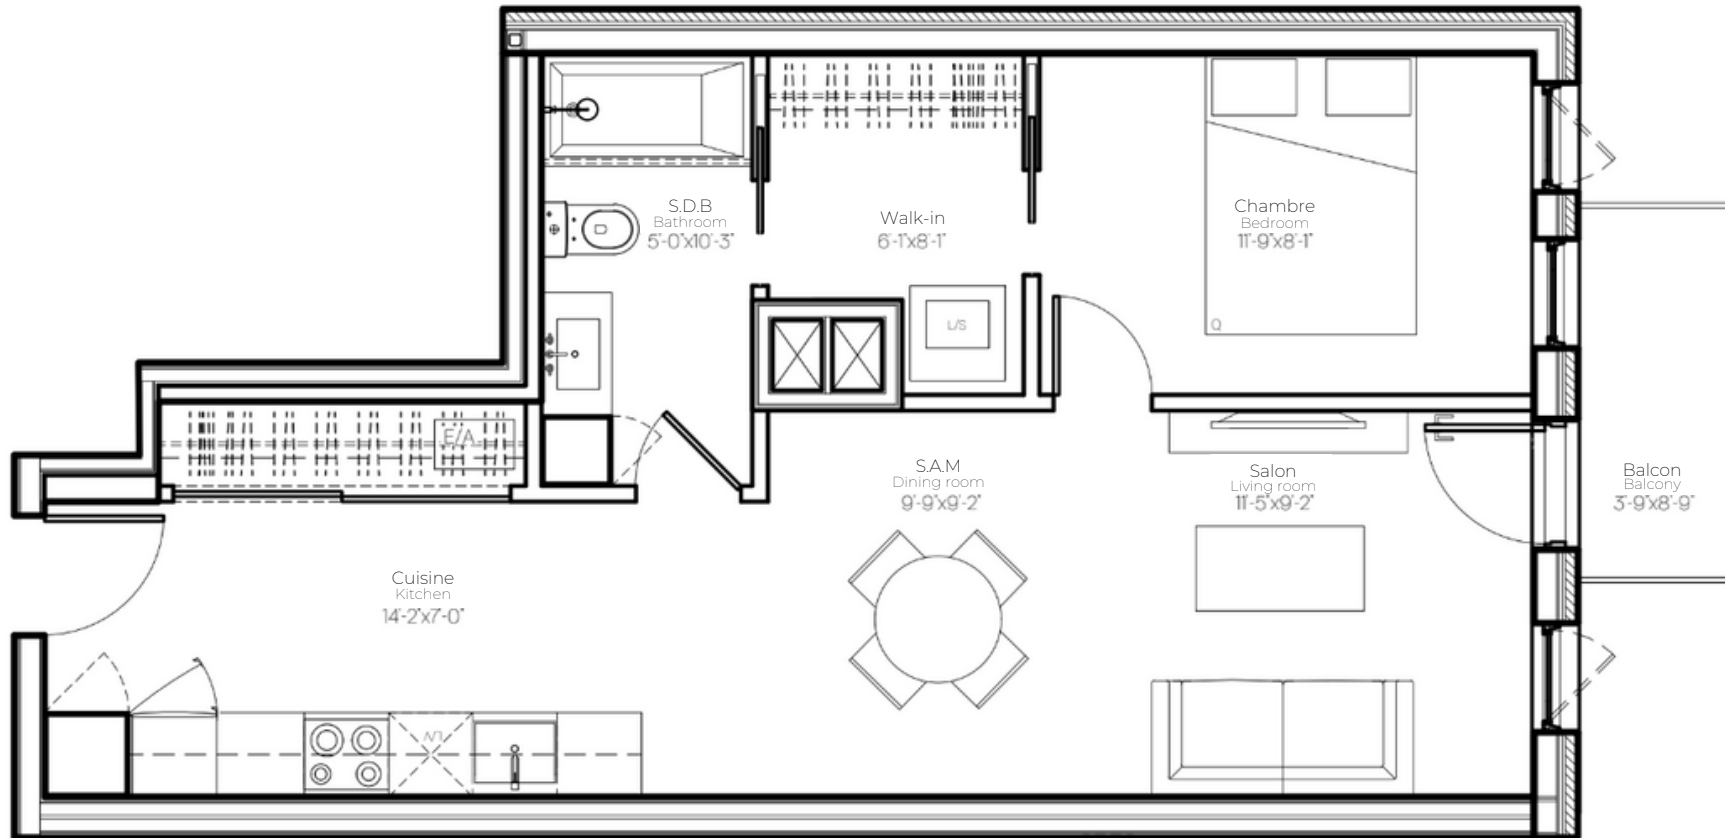 S.D.B
Bathroom
5'-0"x10'-3"
Walk-in
6'-1"x8'-1"
Chambre
Bedroom
11'-9"x8'-1"
Q
L/S
E/A
S.A.M
Dining room
9'-9"x9'-2"
Salon
Living room
11'-5"x9'-2"
Balcon
Balcony
3'-9"x8'-9"
Cuisine
Kitchen
14'-2"x7'-0"